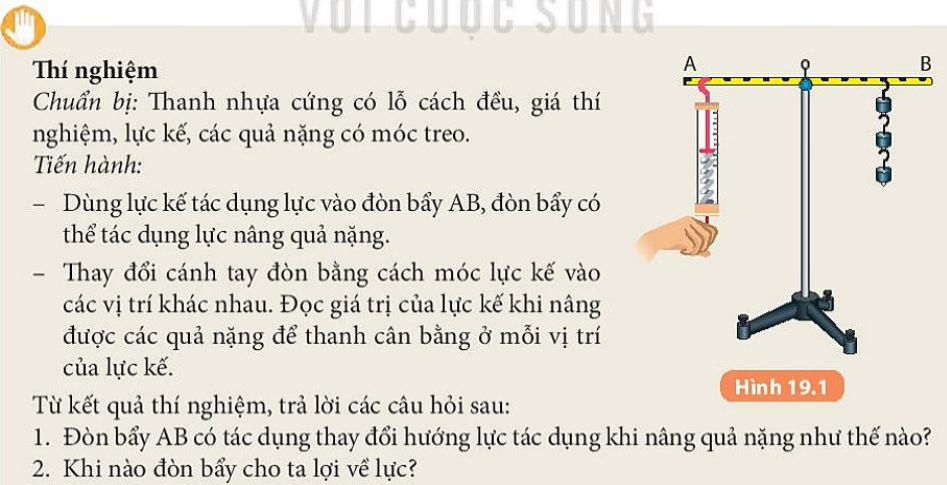 VỚI CUỘC SỐNG
Thí nghiệm
Chuẩn bị: Thanh nhựa cứng có lỗ cách đều, giá thí
nghiệm, lực kế, các quả nặng có móc treo.
Tiến hành:
– Dùng lực kế tác dụng lực vào đòn bẩy AB, đòn bẩy có
thể tác dụng lực nâng quả nặng.
– Thay đổi cánh tay đòn bằng cách móc lực kế vào
các vị trí khác nhau. Đọc giá trị của lực kế khi nâng
được các quả nặng để thanh cân bằng ở mỗi vị trí
của lực kế.
A O B
Hình 19.1
Từ kết quả thí nghiệm, trả lời các câu hỏi sau:
1. Đòn bẩy AB có tác dụng thay đổi hướng lực tác dụng khi nâng quả nặng như thế nào?
2. Khi nào đòn bẩy cho ta lợi về lực?